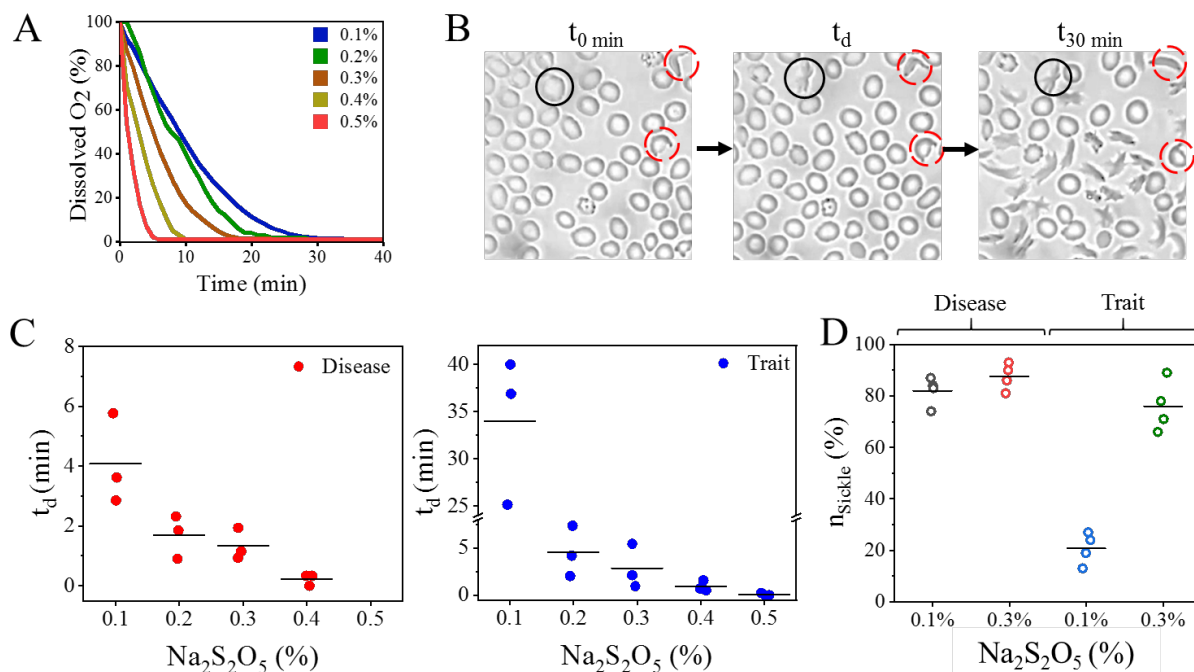 A
Dissolved O2 (%)
100
80
60
40
20
0
0
10
20
30
40
Time (min)
0.1%
0.2%
0.3%
0.4%
0.5%
B
t0 min
td
t30 min
C
td (min)
8
6
4
2
0
Disease
0.1
0.2
0.3
0.4
0.5
Na2S2O5 (%)
td (min)
40
35
30
25
5
0
Trait
0.1
0.2
0.3
0.4
0.5
Na2S2O5 (%)
D
Disease
Trait
nSickle (%)
100
80
60
40
20
0
0.1%
0.3%
0.1%
0.3%
Na2S2O5 (%)